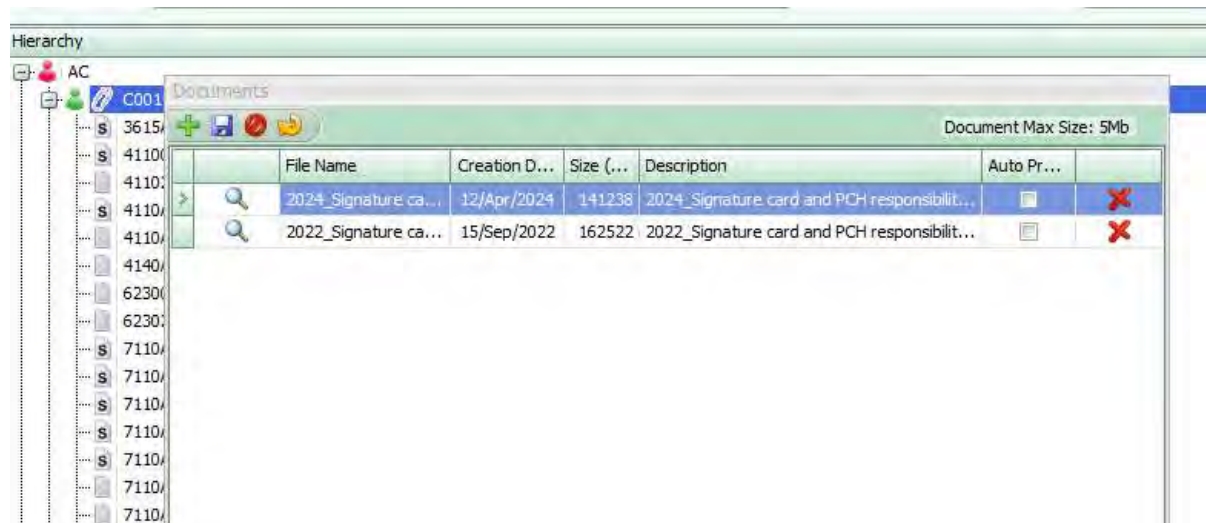 Hierarchy
AC
C001
Documents
Document Max Size: 5Mb
File Name Creation D... Size (... Description Auto Pr...
2024_Signature ca... 12/Apr/2024 141238 2024_Signature card and PCH responsibilit...
2022_Signature ca... 15/Sep/2022 162522 2022_Signature card and PCH responsibilit...
S 3615
S 4110
4110
S 4110
4110
4140
6230
6230
S 7110
S 7110
S 7110
S 7110
S 7110
7110
7110